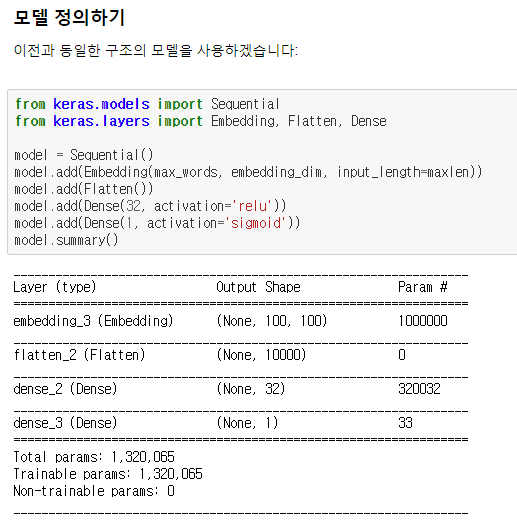 모델 정의하기
이전과 동일한 구조의 모델을 사용하겠습니다:
from keras.models import Sequential
from keras.layers import Embedding, Flatten, Dense
model = Sequential()
model.add(Embedding(max_words, embedding_dim, input_length=maxlen))
model.add(Flatten())
model.add(Dense(32, activation='relu'))
model.add(Dense(1, activation='sigmoid'))
model.summary()
_________________________________________________________________
Layer (type)                 Output Shape              Param #
=================================================================
embedding_3 (Embedding)      (None, 100, 100)          1000000
_________________________________________________________________
flatten_2 (Flatten)          (None, 10000)             0
_________________________________________________________________
dense_2 (Dense)              (None, 32)                320032
_________________________________________________________________
dense_3 (Dense)              (None, 1)                 33
=================================================================
Total params: 1,320,065
Trainable params: 1,320,065
Non-trainable params: 0
_________________________________________________________________